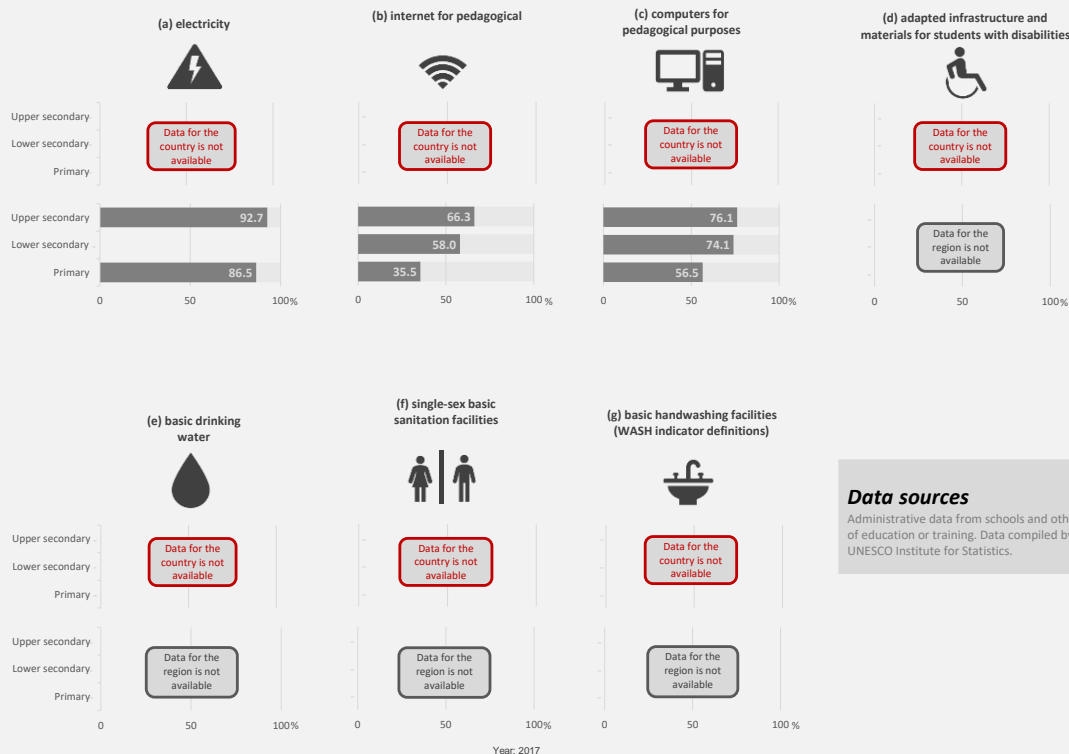 (a) electricity
(b) internet for pedagogical
(c) computers for
pedagogical purposes
(d) adapted infrastructure and
materials for students with disabilities
Upper secondary
Lower secondary
Primary
Data for the
country is not
available
Data for the
country is not
available
Data for the
country is not
available
Data for the
country is not
available
Upper secondary
Lower secondary
Primary
92.7
86.5
66.3
58.0
35.5
76.1
74.1
56.5
Data for the
region is not
available
0 50 100%
0 50 100%
0 50 100%
0 50 100%
(e) basic drinking
water
(f) single-sex basic
sanitation facilities
(g) basic handwashing facilities
(WASH indicator definitions)
Upper secondary
Lower secondary
Primary
Data for the
country is not
available
Data for the
country is not
available
Data for the
country is not
available
Data sources
Administrative data from schools and oth
of education or training. Data compiled by
UNESCO Institute for Statistics.
Upper secondary
Lower secondary
Primary
Data for the
region is not
available
Data for the
region is not
available
Data for the
region is not
available
0 50 100%
0 50 100%
0 50 100%
Year: 2017